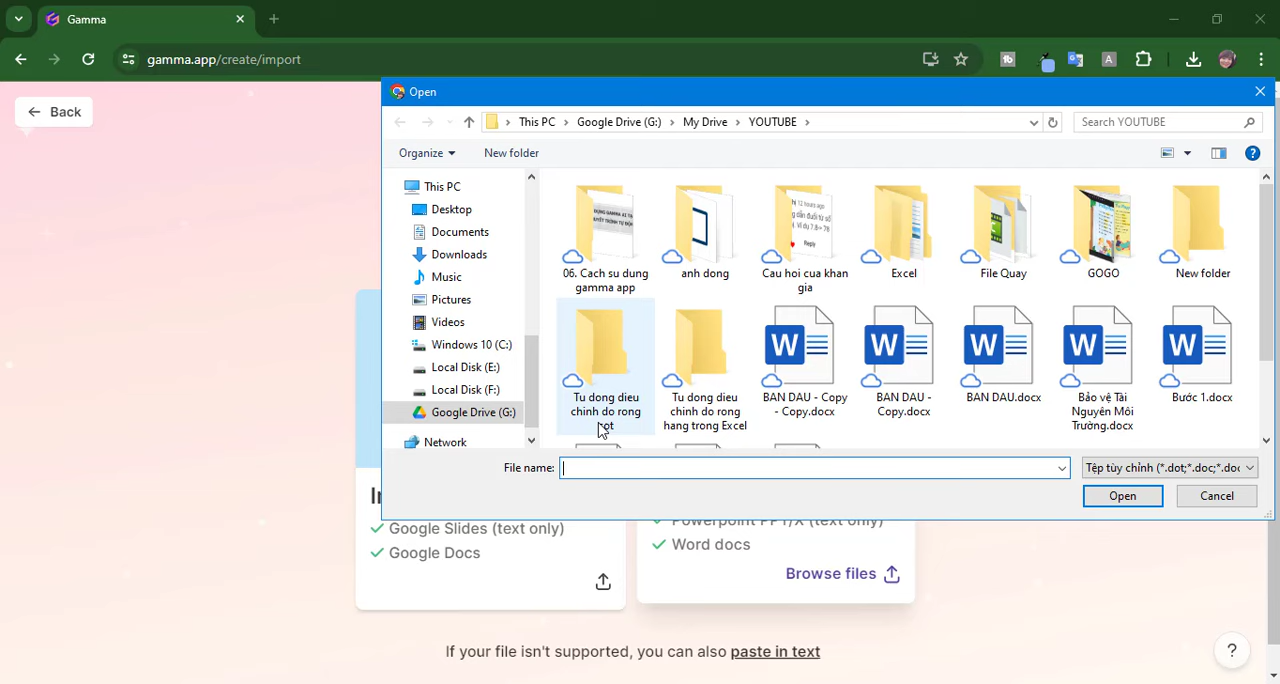 Gamma
gamma.app/create/import
Back
Open
This PC
Google Drive (G:)
My Drive
YOUTUBE
Search YOUTUBE
Organize
New folder
This PC
Desktop
Documents
Downloads
Music
Pictures
Videos
Windows 10 (C:)
Local Disk (E:)
Local Disk (F:)
Google Drive (G:)
Network
06. Cach su dung
gamma app
anh dong
Cau hoi cua khan
gia
Excel
File Quay
GOGO
New folder
Tu dong dieu
chinh do rong
Tu dong dieu
chinh do rong
hang trong Excel
BAN DAU - Copy
- Copy.docx
BAN DAU -
Copy.docx
BAN DAU.docx
Bảo vệ Tài
Nguyên Môi
Trường.docx
Bước 1.docx
File name:
Tệp tùy chỉnh (*.dot;*.doc;*.doc
Open
Cancel
Google Slides (text only)
Google Docs
Powerpoint PPT/X (text only)
Word docs
Browse files
If your file isn't supported, you can also paste in text
?